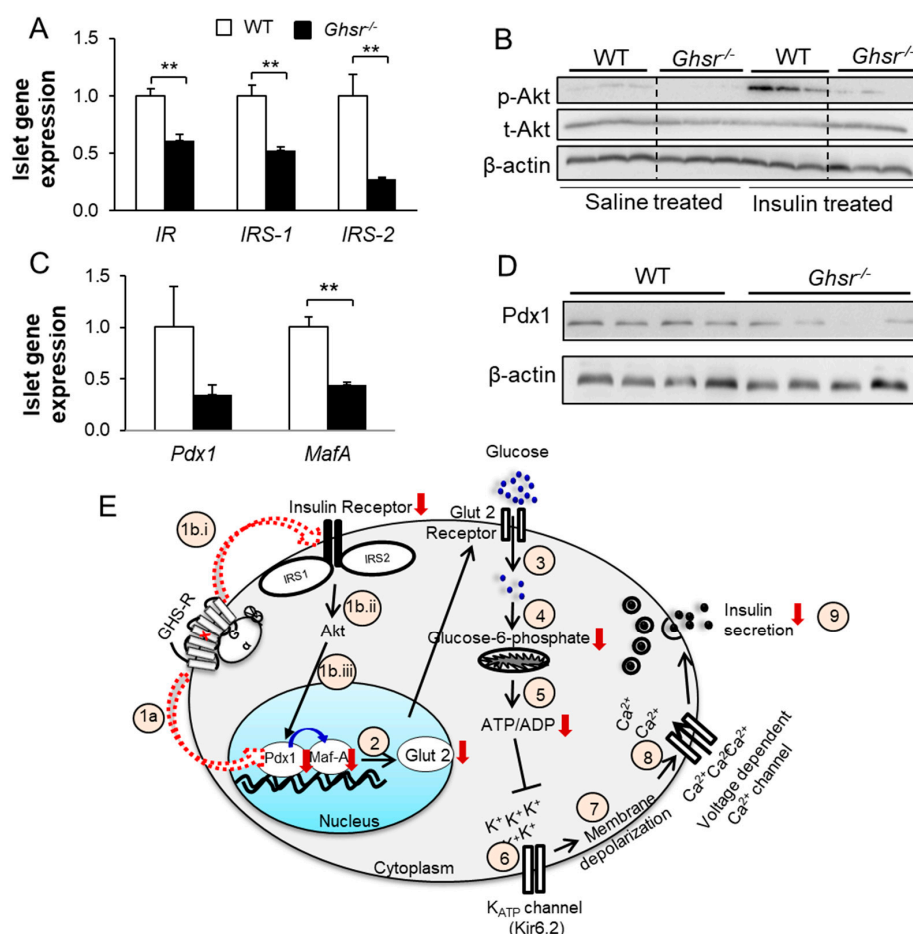 A
WT
Ghsr-/-
Islet gene
expression
1.5
1.0
0.5
0.0
**
**
**
IR
IRS-1
IRS-2
B
WT
Ghsr-/-
WT
Ghsr-/-
p-Akt
t-Akt
β-actin
Saline treated
Insulin treated
C
Islet gene
expression
1.5
1.0
0.5
0.0
**
Pdx1
MafA
D
WT
Ghsr-/-
Pdx1
β-actin
E
Glucose
1b.i
Insulin Receptor
Glut 2
Receptor
IRS1
IRS2
3
GHS-R
α
1b.ii
Akt
4
Glucose-6-phosphate
Insulin
secretion
9
1b.iii
1a
5
ATP/ADP
Pdx1
Maf-A
2
Glut 2
Nucleus
Cytoplasm
Ca2+
Ca2+
8
Ca2+ Ca2+Ca2+
Voltage dependent
Ca2+ channel
K+ K+ K+
K+K+
6
7
Membrane
depolarization
KATP channel
(Kir6.2)